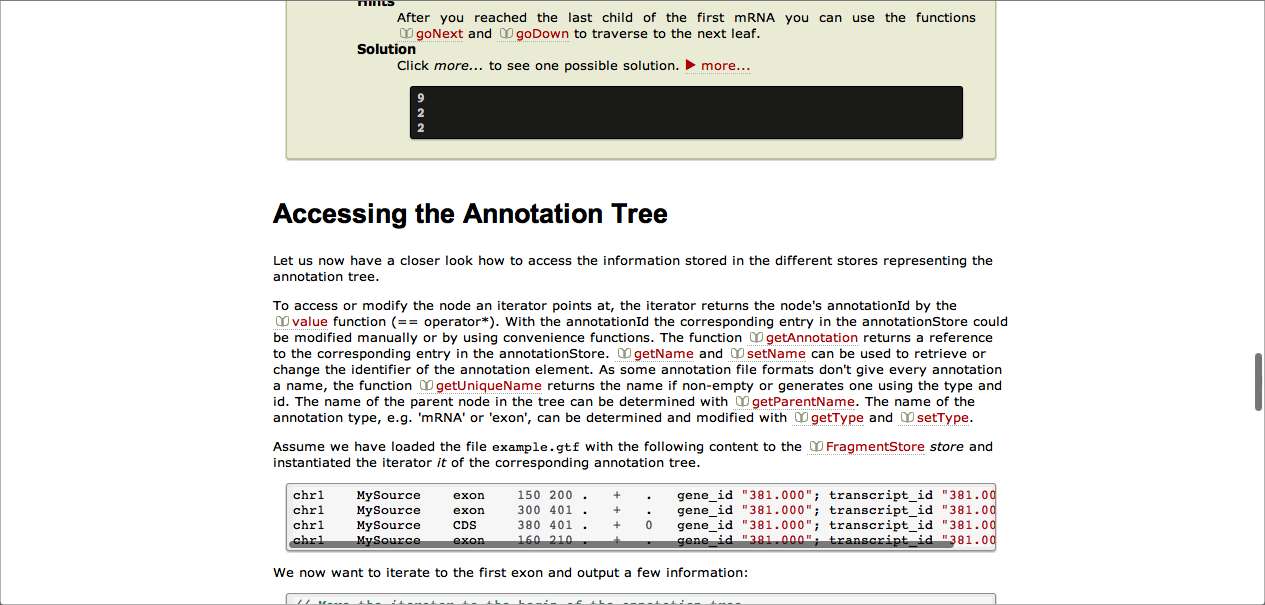 Hints
After you reached the last child of the first mRNA you can use the functions
goNext and goDown to traverse to the next leaf.
Solution
Click more... to see one possible solution. ▶ more...
9
2
2
Accessing the Annotation Tree
Let us now have a closer look how to access the information stored in the different stores representing the
annotation tree.
To access or modify the node an iterator points at, the iterator returns the node's annotationId by the
value function (== operator*). With the annotationId the corresponding entry in the annotationStore could
be modified manually or by using convenience functions. The function getAnnotation returns a reference
to the corresponding entry in the annotationStore. getName and setName can be used to retrieve or
change the identifier of the annotation element. As some annotation file formats don't give every annotation
a name, the function getUniqueName returns the name if non-empty or generates one using the type and
id. The name of the parent node in the tree can be determined with getParentName. The name of the
annotation type, e.g. 'mRNA' or 'exon', can be determined and modified with getType and setType.
Assume we have loaded the file example.gtf with the following content to the FragmentStore store and
instantiated the iterator it of the corresponding annotation tree.
chr1 MySource exon 150 200 . + . gene_id "381.000"; transcript_id "381.00
chr1 MySource exon 300 401 . + . gene_id "381.000"; transcript_id "381.00
chr1 MySource CDS 380 401 . + 0 gene_id "381.000"; transcript_id "381.00
chr1 MySource exon 160 210 . + . gene_id "381.000"; transcript_id "381.00
We now want to iterate to the first exon and output a few information:
// Move the iterator to the begin of the annotation tree